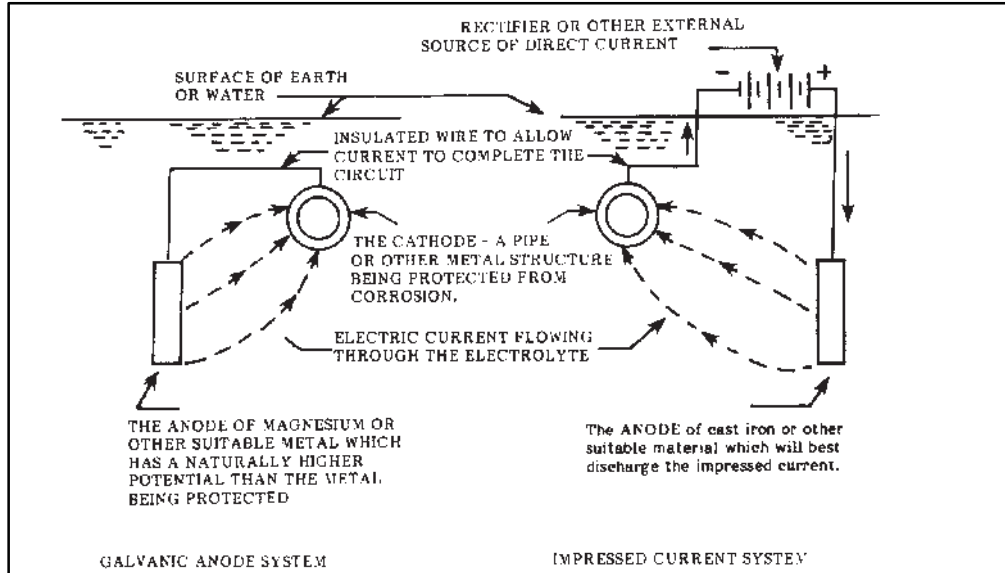 RECTIFIER OR OTHER EXTERNAL
SOURCE OF DIRECT CURRENT
- +
SURFACE OF EARTH
OR WATER
INSULATED WIRE TO ALLOW
CURRENT TO COMPLETE THE
CIRCUIT
THE CATHODE - A PIPE
OR OTHER METAL STRUCTURE
BEING PROTECTED FROM
CORROSION.
ELECTRIC CURRENT FLOWING
THROUGH THE ELECTROLYTE
THE ANODE OF MAGNESIUM OR
OTHER SUITABLE METAL WHICH
HAS A NATURALLY HIGHER
POTENTIAL THAN THE METAL
BEING PROTECTED
The ANODE of cast iron or other
suitable material which will best
discharge the impressed current.
GALVANIC ANODE SYSTEM
IMPRESSED CURRENT SYSTEM